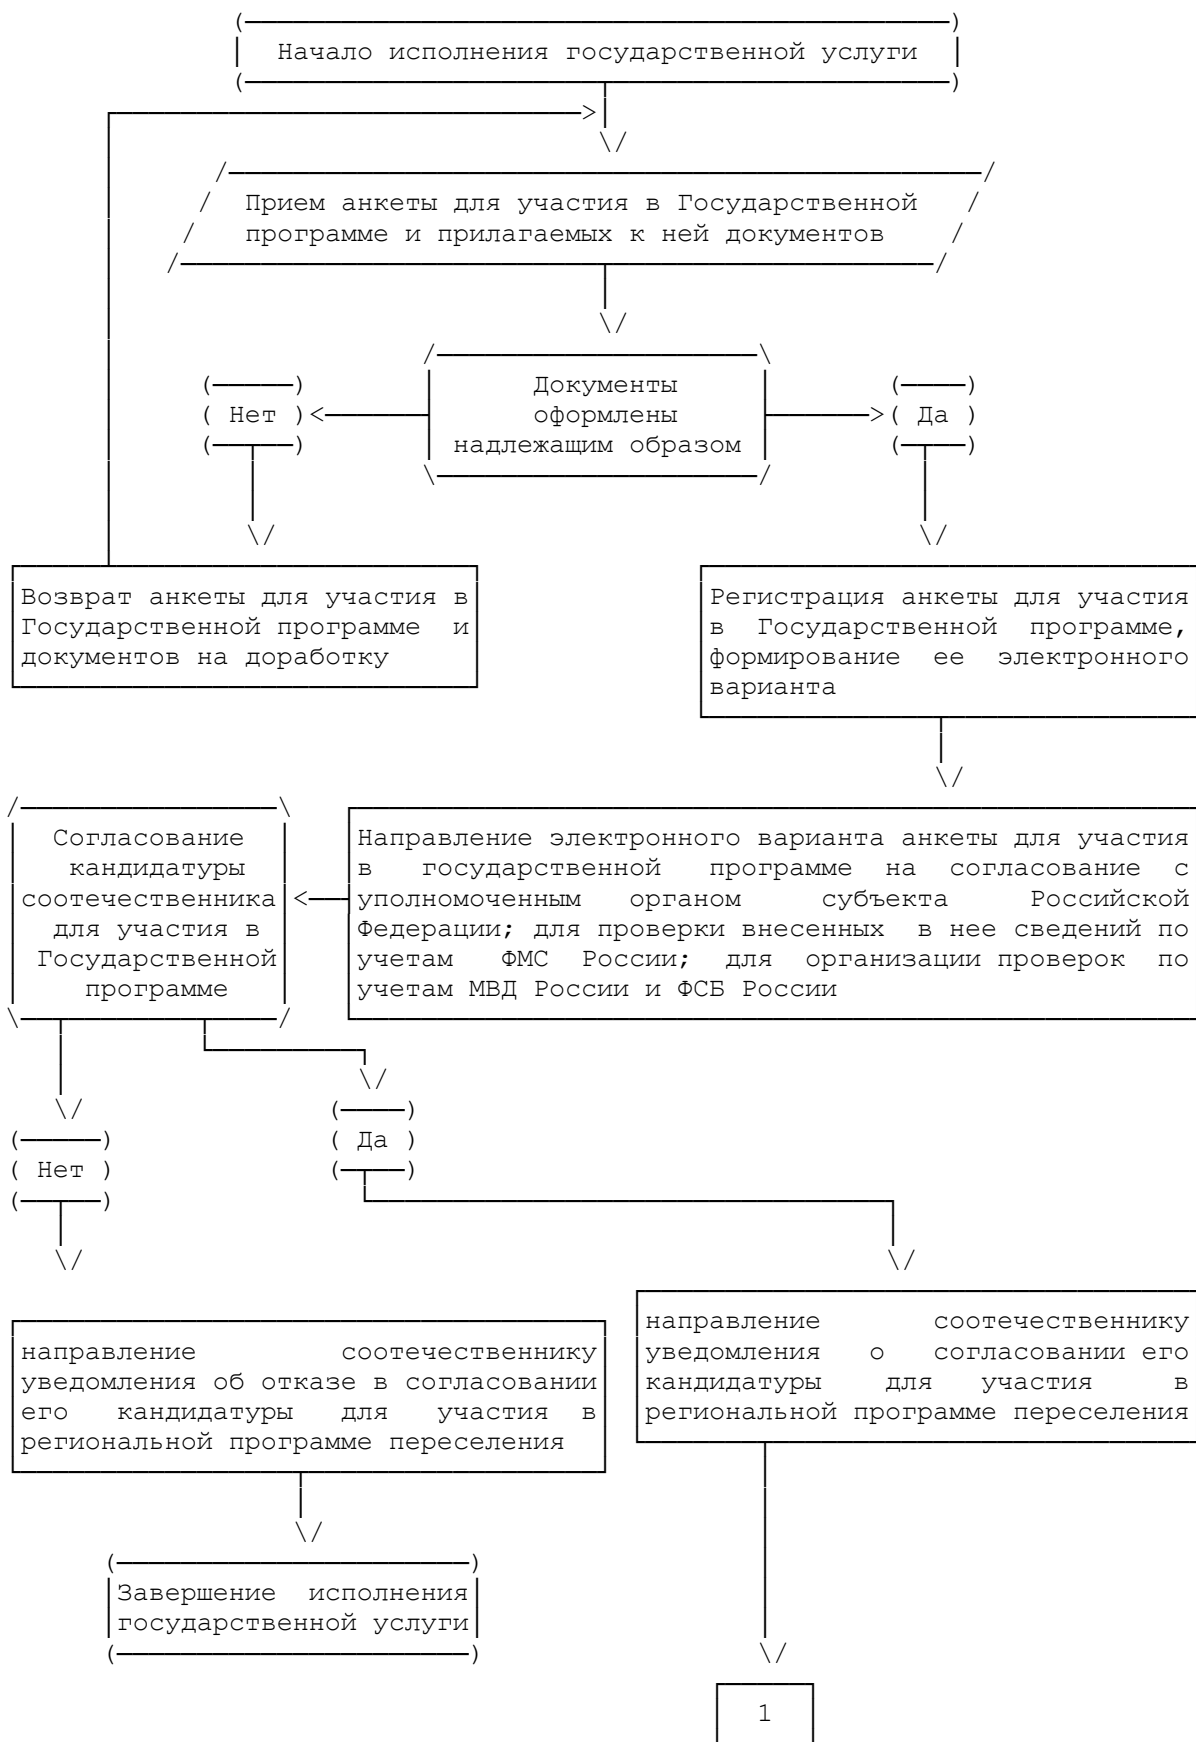 Начало исполнения государственной услуги
Прием анкеты для участия в Государственной
программе и прилагаемых к ней документов
Документы
оформлены
надлежащим образом
Нет
Да
Возврат анкеты для участия в
Государственной программе и
документов на доработку
Регистрация анкеты для участия
в Государственной программе,
формирование ее электронного
варианта
Согласование
кандидатуры
соотечественника
для участия в
Государственной
программе
Направление электронного варианта анкеты для участия
в государственной программе на согласование с
уполномоченным органом субъекта Российской
Федерации; для проверки внесенных в нее сведений по
учетам ФМС России; для организации проверок по
учетам МВД России и ФСБ России
Нет
Да
направление соотечественнику
уведомления об отказе в согласовании
его кандидатуры для участия в
региональной программе переселения
направление соотечественнику
уведомления о согласовании его
кандидатуры для участия в
региональной программе переселения
Завершение исполнения
государственной услуги
1